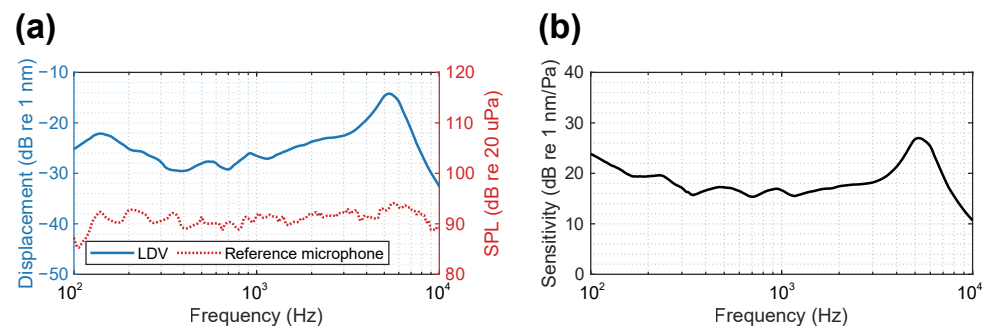 (a)
(b)
Displacement (dB re 1 nm)
−10
−20
−30
−40
−50
120
110
100
90
80
SPL (dB re 20 uPa)
LDV
Reference microphone
10^2
10^3
10^4
Frequency (Hz)
Sensitivity (dB re 1 nm/Pa)
40
30
20
10
0
10^2
10^3
10^4
Frequency (Hz)